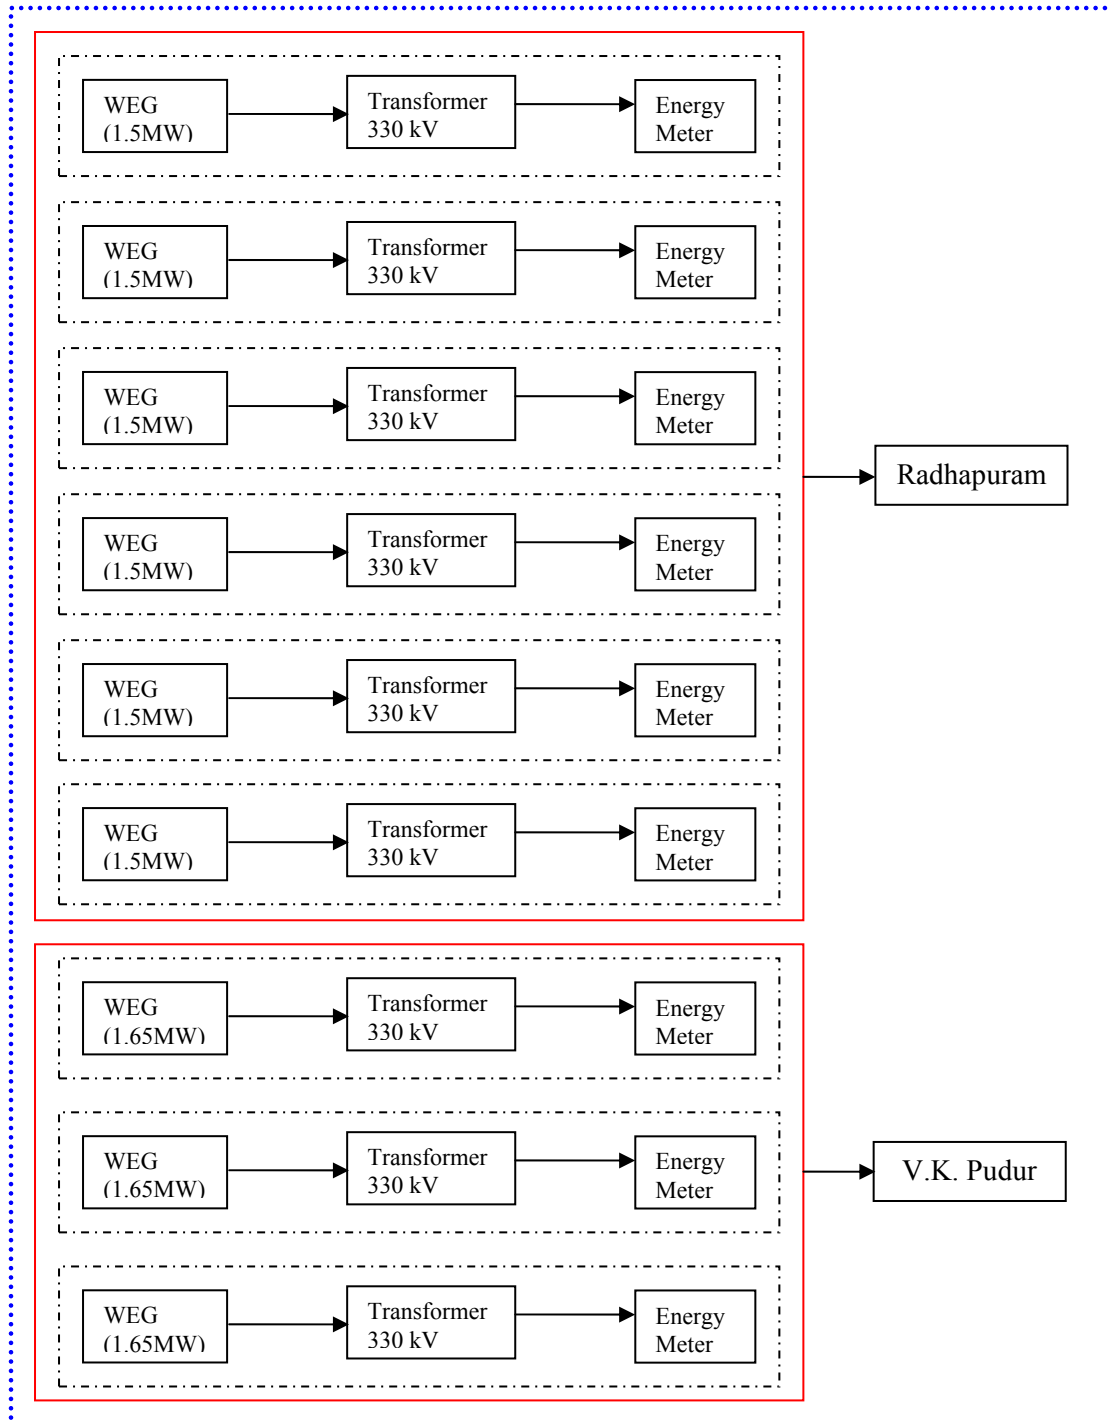 WEG
(1.5MW)
Transformer
330 kV
Energy
Meter
WEG
(1.5MW)
Transformer
330 kV
Energy
Meter
WEG
(1.5MW)
Transformer
330 kV
Energy
Meter
Radhapuram
WEG
(1.5MW)
Transformer
330 kV
Energy
Meter
WEG
(1.5MW)
Transformer
330 kV
Energy
Meter
WEG
(1.5MW)
Transformer
330 kV
Energy
Meter
WEG
(1.65MW)
Transformer
330 kV
Energy
Meter
WEG
(1.65MW)
Transformer
330 kV
Energy
Meter
V.K. Pudur
WEG
(1.65MW)
Transformer
330 kV
Energy
Meter